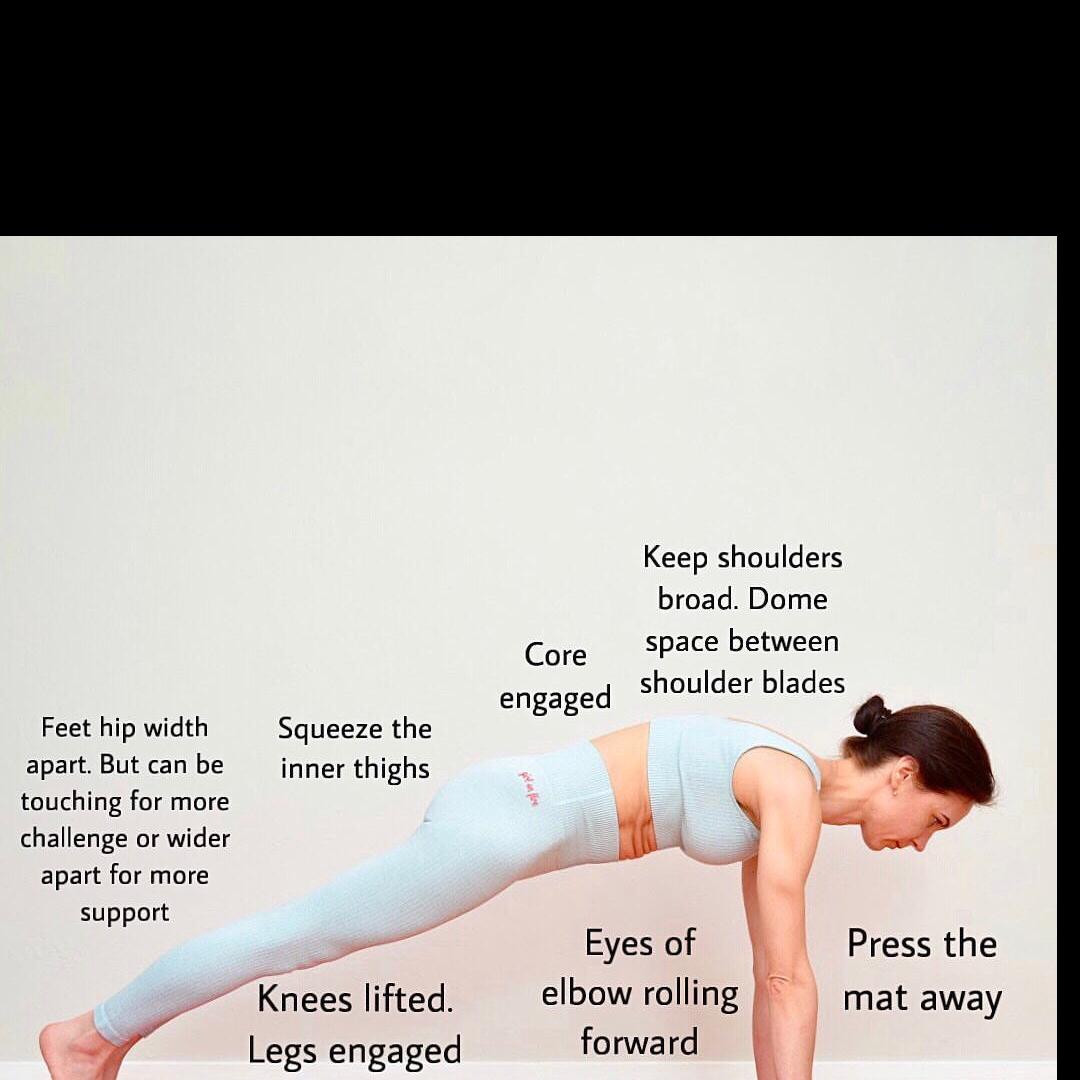 Keep shoulders
broad. Dome
space between
shoulder blades
Core
engaged
Squeeze the
inner thighs
Feet hip width
apart. But can be
touching for more
challenge or wider
apart for more
support
Knees lifted.
Legs engaged
Eyes of
elbow rolling
forward
Press the
mat away